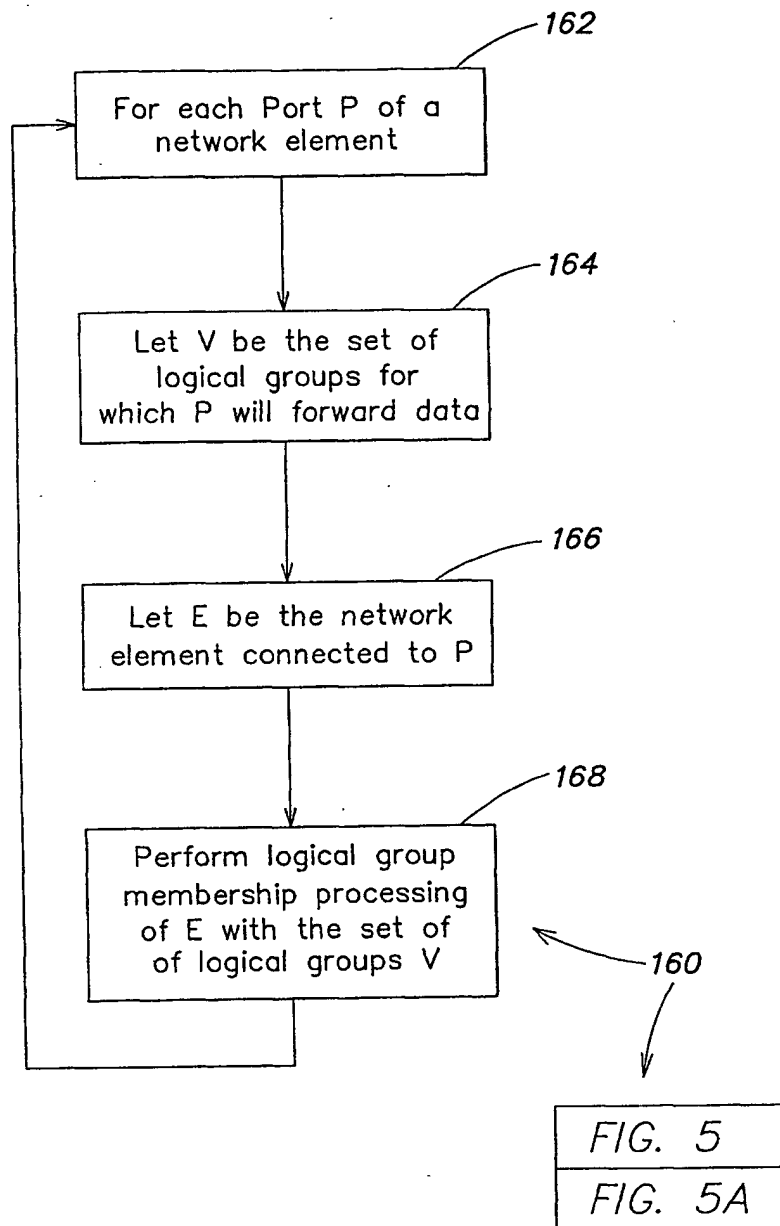 162
For each Port P of a
network element
164
Let V be the set of
logical groups for
which P will forward data
166
Let E be the network
element connected to P
168
Perform logical group
membership processing
of E with the set of
of logical groups V
160
FIG. 5
FIG. 5A